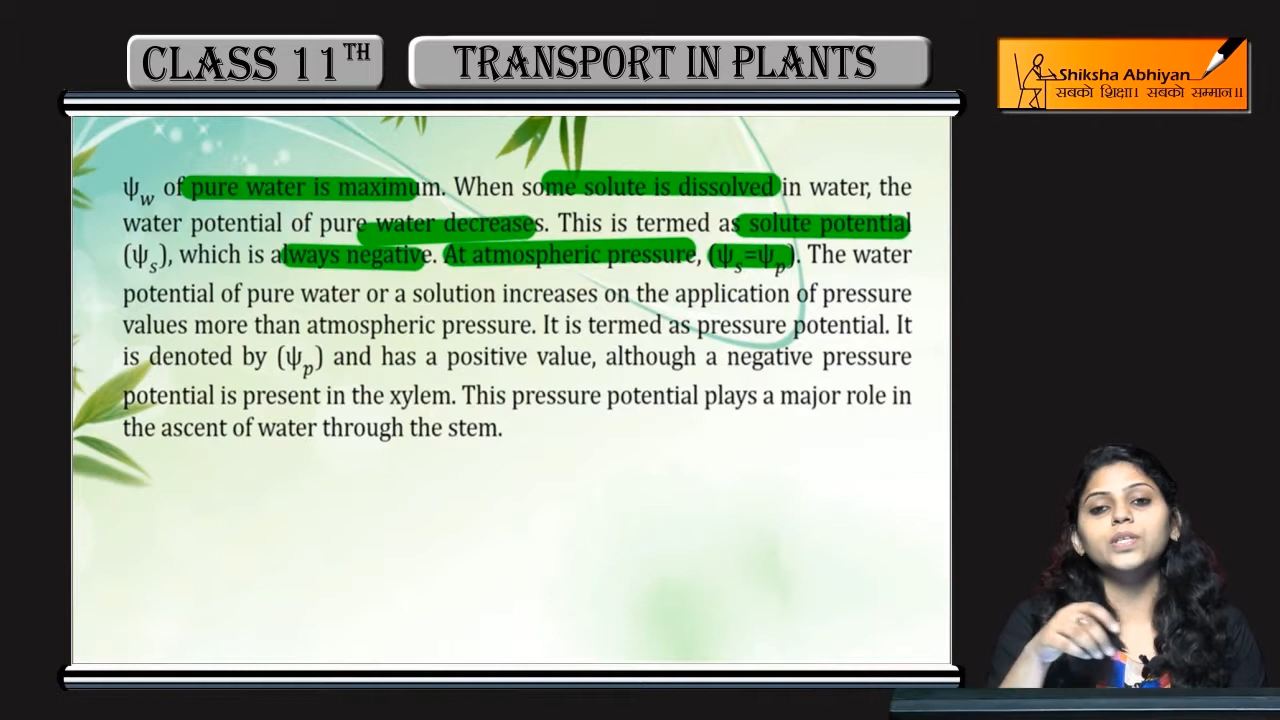 CLASS 11TH
TRANSPORT IN PLANTS
Shiksha Abhiyan
सबको शिक्षा। सबको सम्मान।।
ψw of pure water is maximum. When some solute is dissolved in water, the
water potential of pure water decreases. This is termed as solute potential
(ψs), which is always negative. At atmospheric pressure, (ψs=ψp). The water
potential of pure water or a solution increases on the application of pressure
values more than atmospheric pressure. It is termed as pressure potential. It
is denoted by (ψp) and has a positive value, although a negative pressure
potential is present in the xylem. This pressure potential plays a major role in
the ascent of water through the stem.